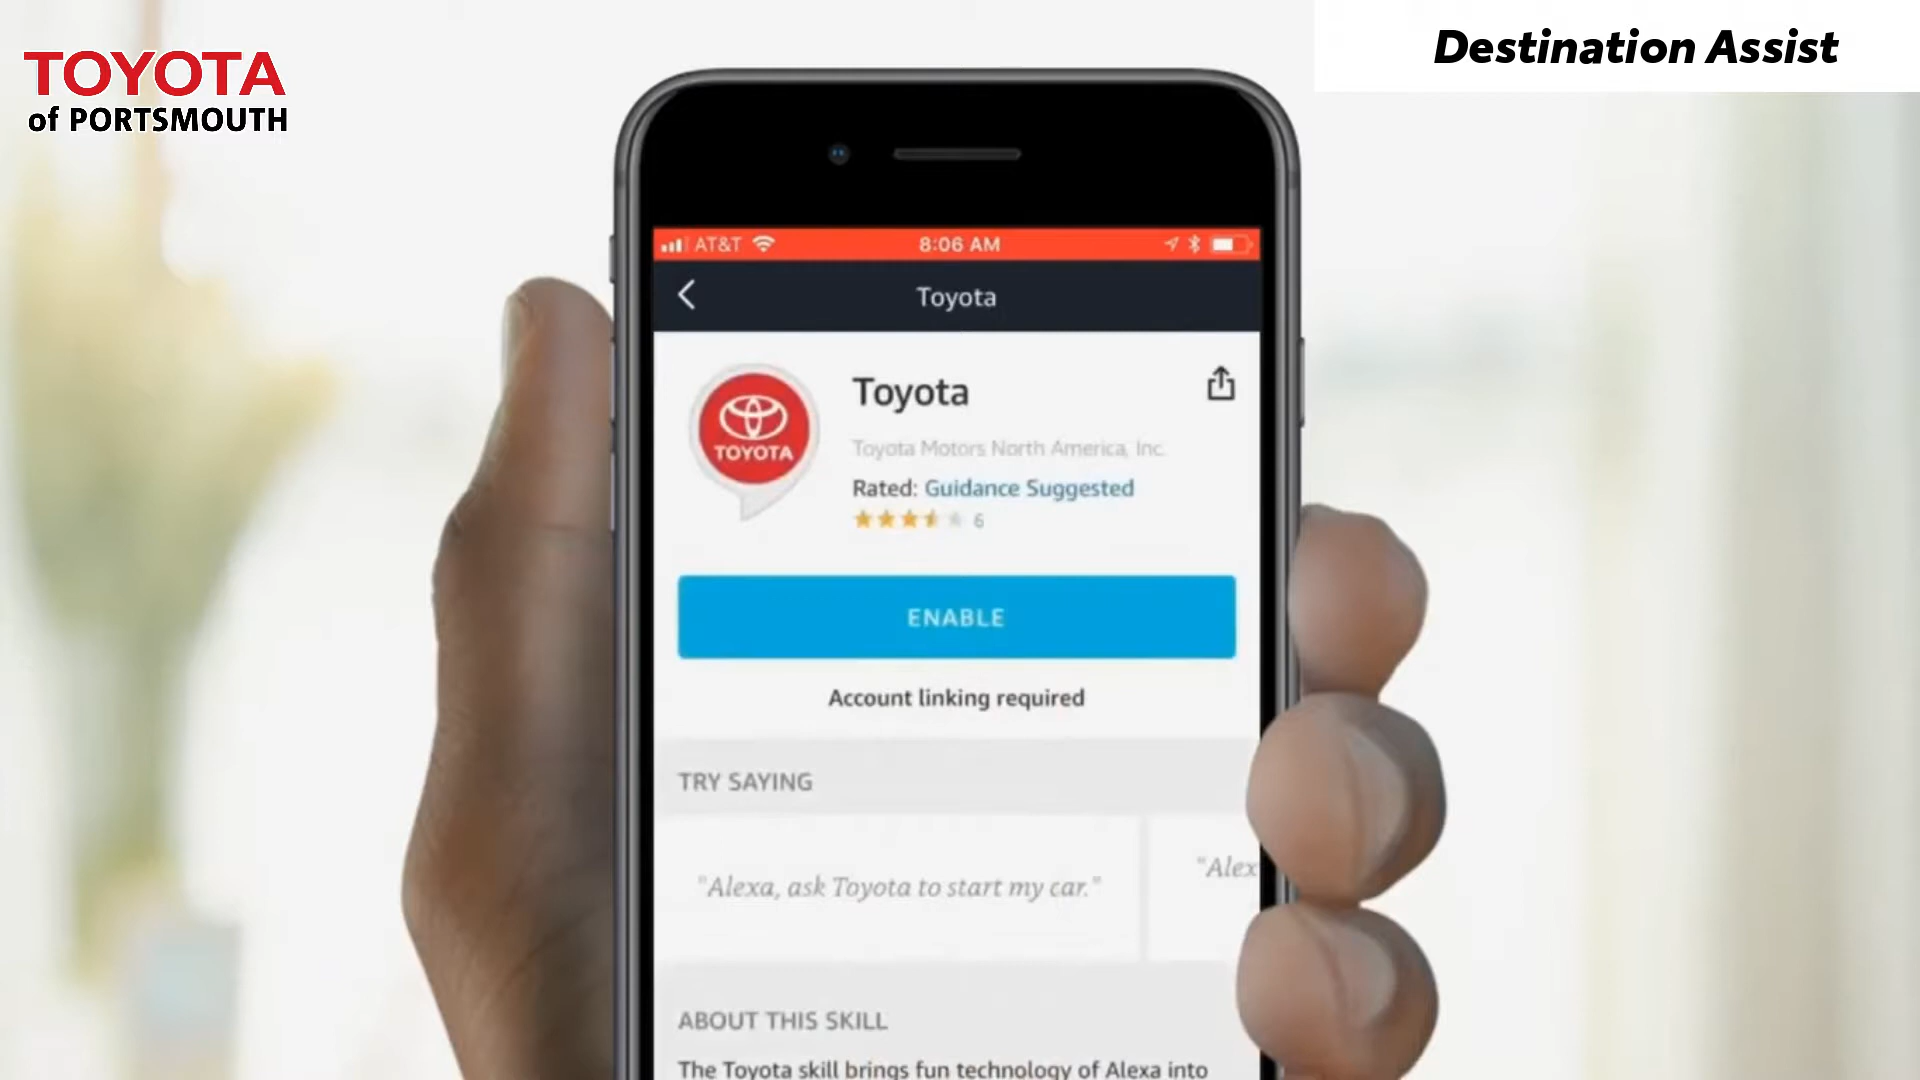 TOYOTA
of PORTSMOUTH
Destination Assist
AT&T
8:06 AM
Toyota
TOYOTA
Toyota
Toyota Motors North America, Inc.
Rated: Guidance Suggested
6
ENABLE
Account linking required
TRY SAYING
"Alexa, ask Toyota to start my car."
"Alex
ABOUT THIS SKILL
The Toyota skill brings fun technology of Alexa into